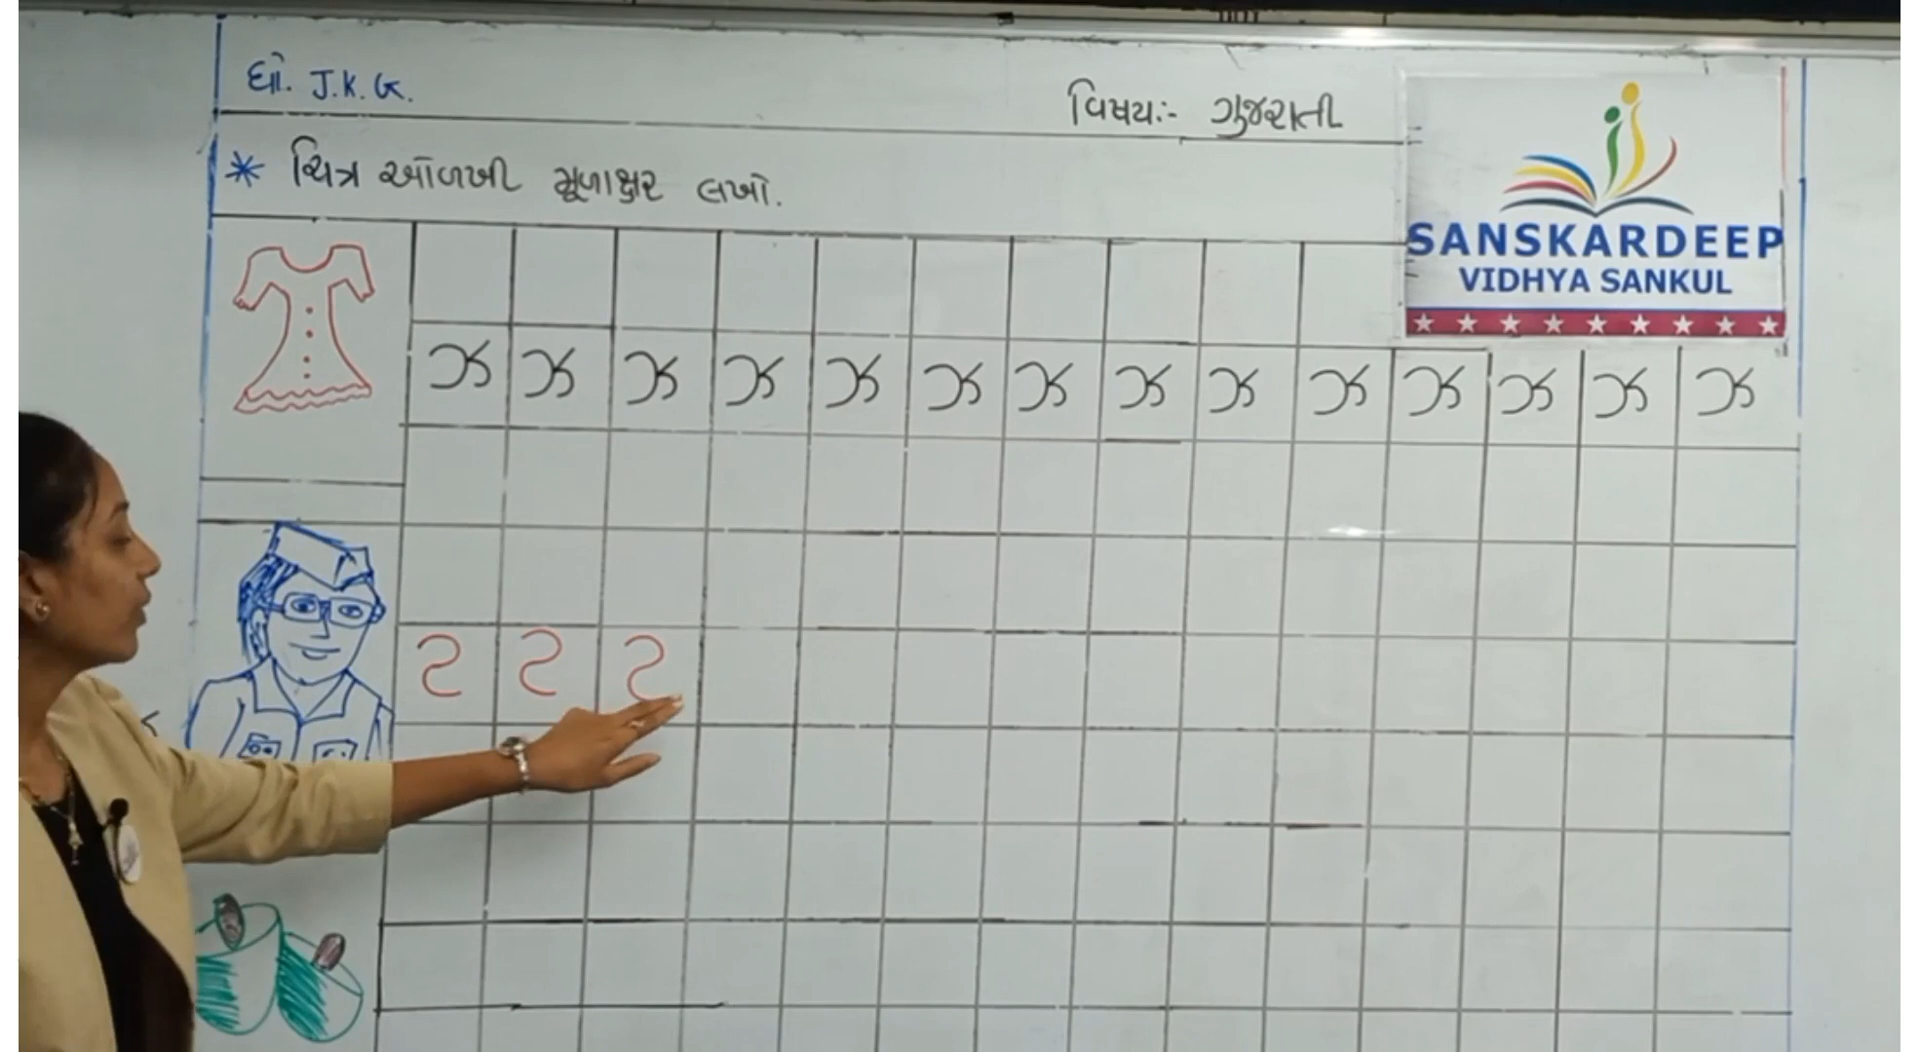 ધો. J.K.G.
વિષય:- ગુજરાતી
* ચિત્ર ઓળખી મૂળાક્ષર લખો.
SANSKARDEEP
VIDHYA SANKUL
ઝ ઝ ઝ ઝ ઝ ઝ ઝ ઝ ઝ ઝ ઝ ઝ ઝ ઝ
ટ ટ ટ